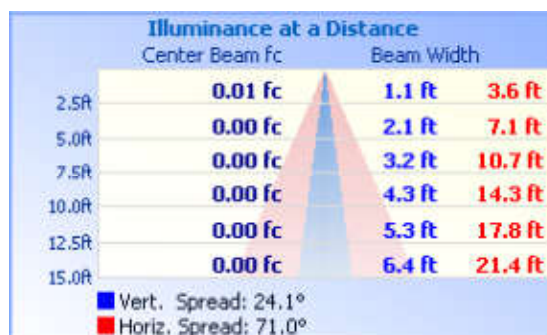 Illuminance at a Distance
Center Beam fc Beam Width
2.5ft 0.01 fc 1.1 ft 3.6 ft
5.0ft 0.00 fc 2.1 ft 7.1 ft
7.5ft 0.00 fc 3.2 ft 10.7 ft
10.0ft 0.00 fc 4.3 ft 14.3 ft
12.5ft 0.00 fc 5.3 ft 17.8 ft
15.0ft 0.00 fc 6.4 ft 21.4 ft
Vert. Spread: 24.1°
Horiz. Spread: 71.0°